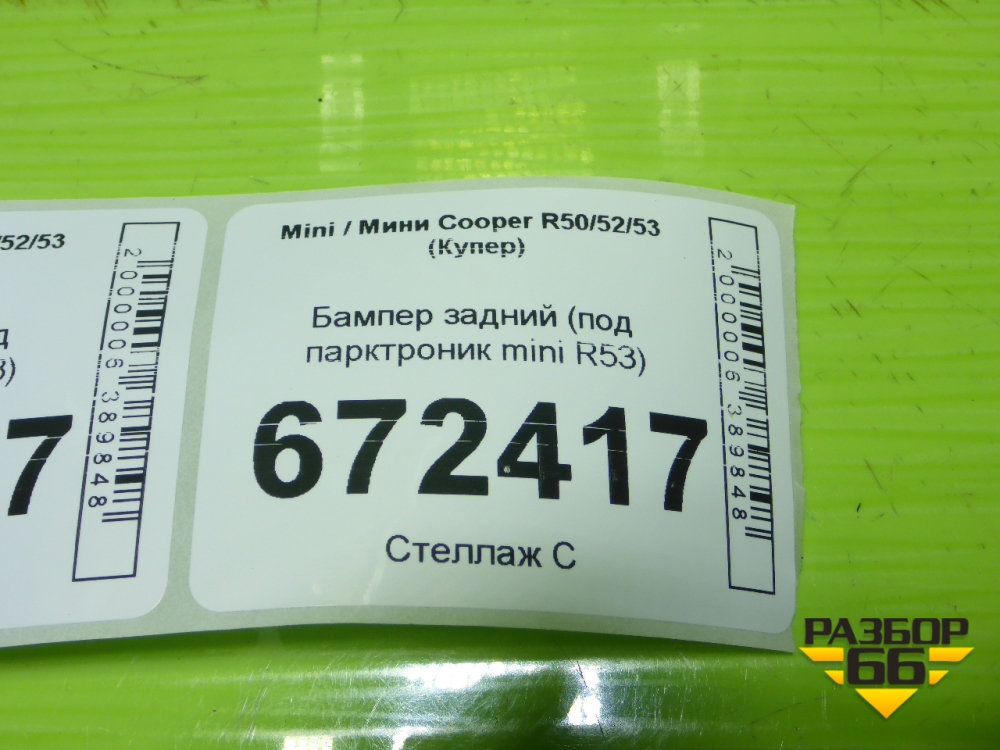 /52/53
д
3)
7
2000006389848
Mini / Мини Cooper R50/52/53
(Купер)
Бампер задний (под
парктроник mini R53)
672417
Стеллаж С
2000006389848
РАЗБОР
66